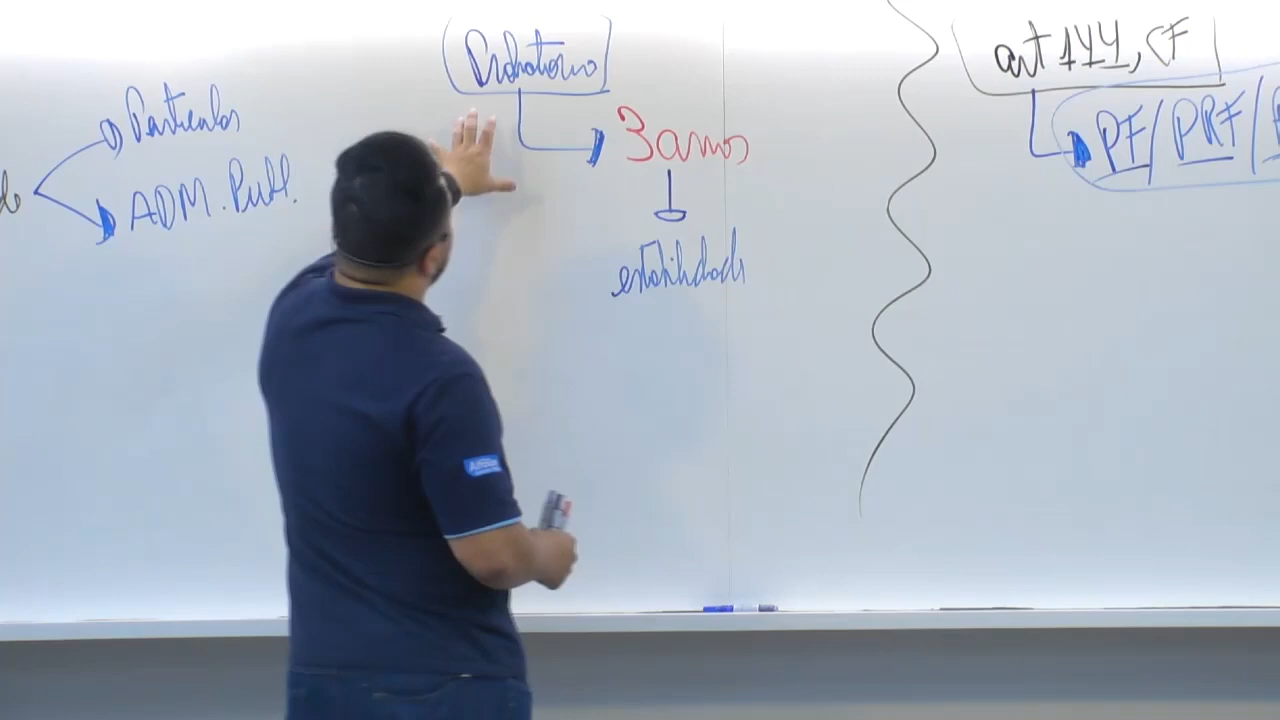 Particular
ADM. Publ.
Probatório
3 anos
estabilidade
art 144, CF
PF/PRF/